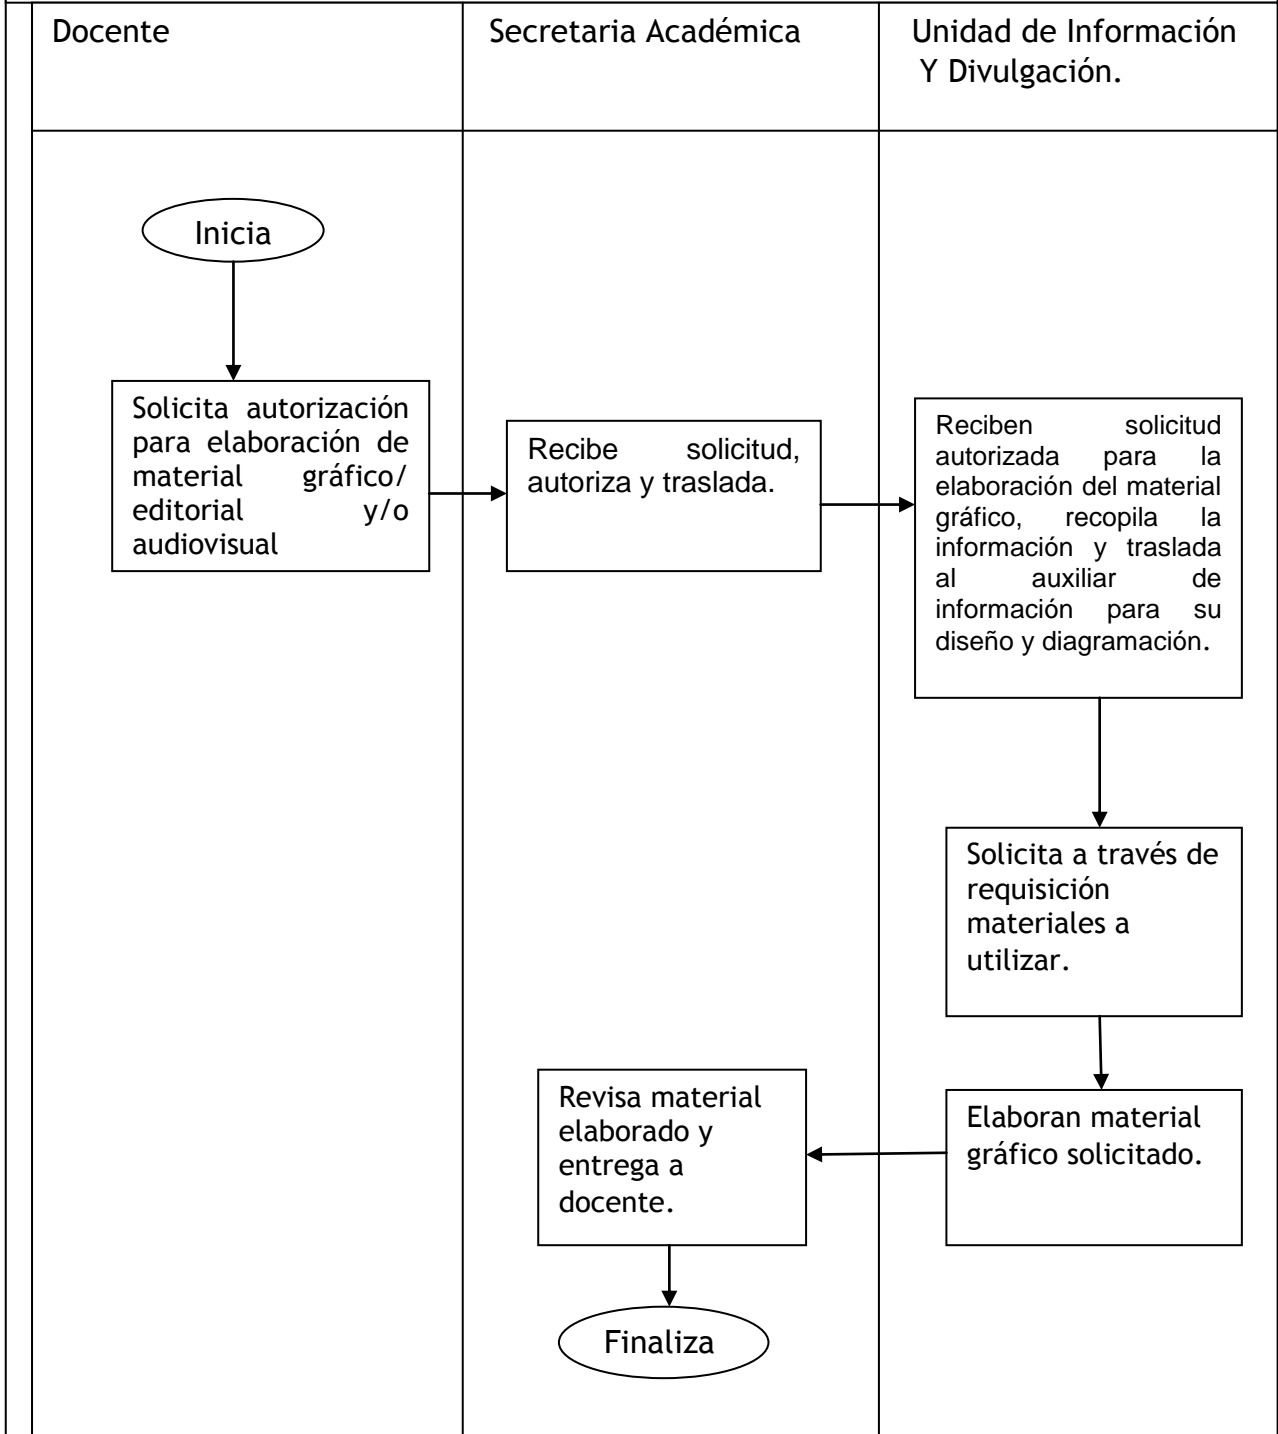 Docente
Secretaria Académica
Unidad de Información
Y Divulgación.
Inicia
Solicita autorización
para elaboración de
material gráfico/
editorial y/o
audiovisual
Recibe solicitud,
autoriza y traslada.
Reciben solicitud
autorizada para la
elaboración del material
gráfico, recopila la
información y traslada
al auxiliar de
información para su
diseño y diagramación.
Solicita a través de
requisición
materiales a
utilizar.
Elaboran material
gráfico solicitado.
Revisa material
elaborado y
entrega a
docente.
Finaliza